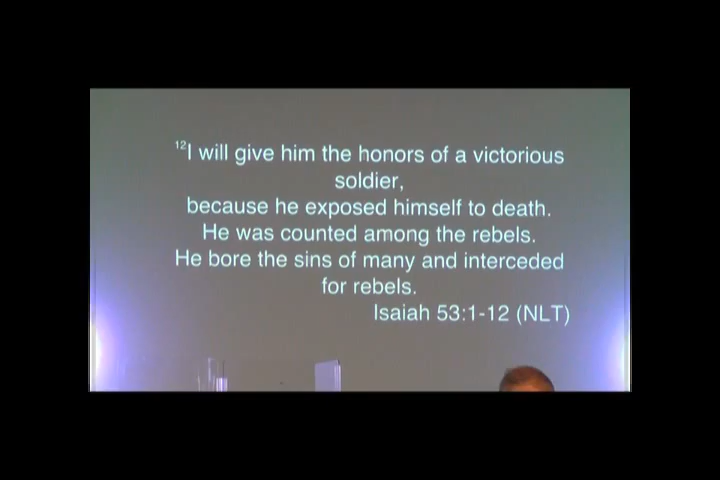 12I will give him the honors of a victorious
soldier,
because he exposed himself to death.
He was counted among the rebels.
He bore the sins of many and interceded
for rebels.
Isaiah 53:1-12 (NLT)